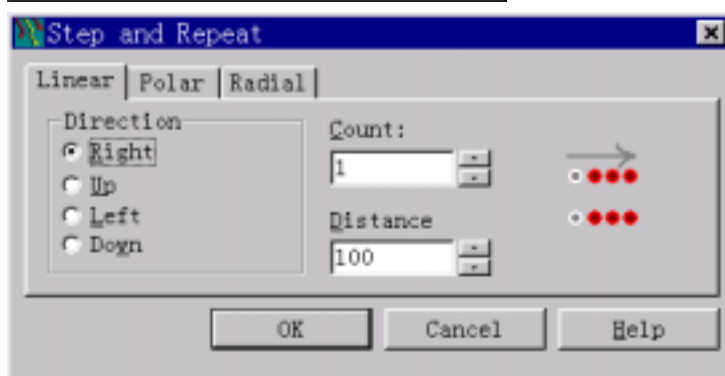 Step and Repeat
Linear Polar Radial
Direction
Right
Up
Left
Down
Count:
1
Distance
100
OK Cancel Help